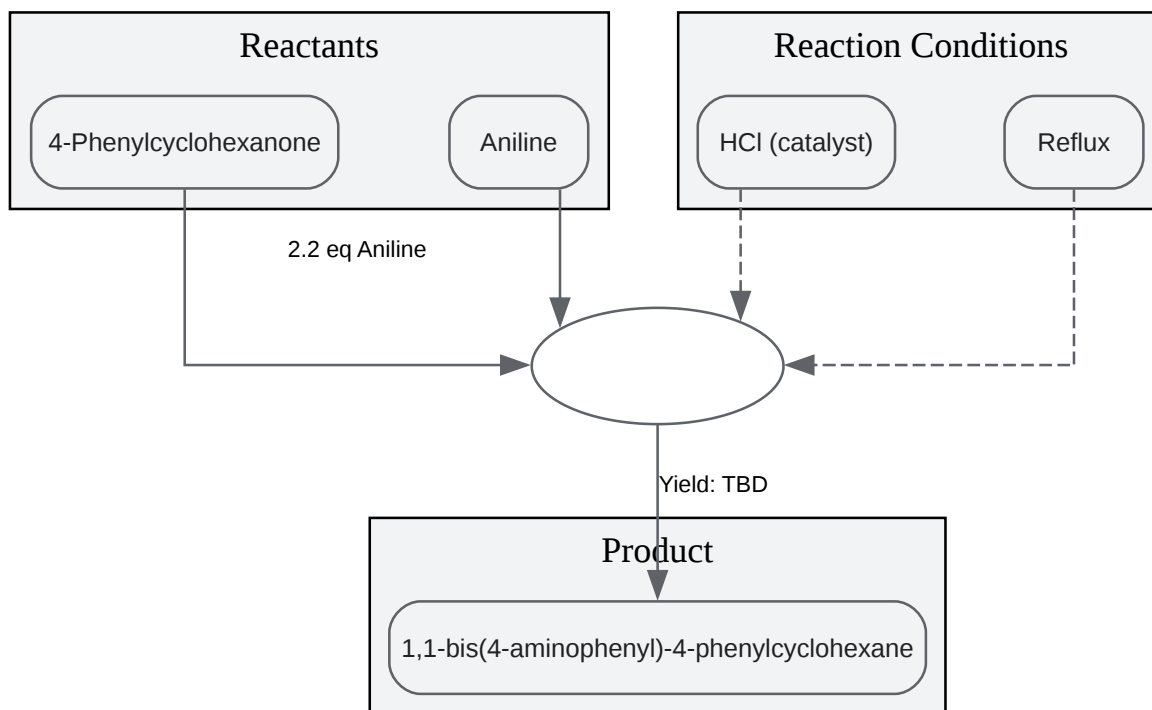 Reactants
Reaction Conditions
4-Phenylcyclohexanone
Aniline
HCl (catalyst)
Reflux
2.2 eq Aniline
Yield: TBD
Product
1,1-bis(4-aminophenyl)-4-phenylcyclohexane